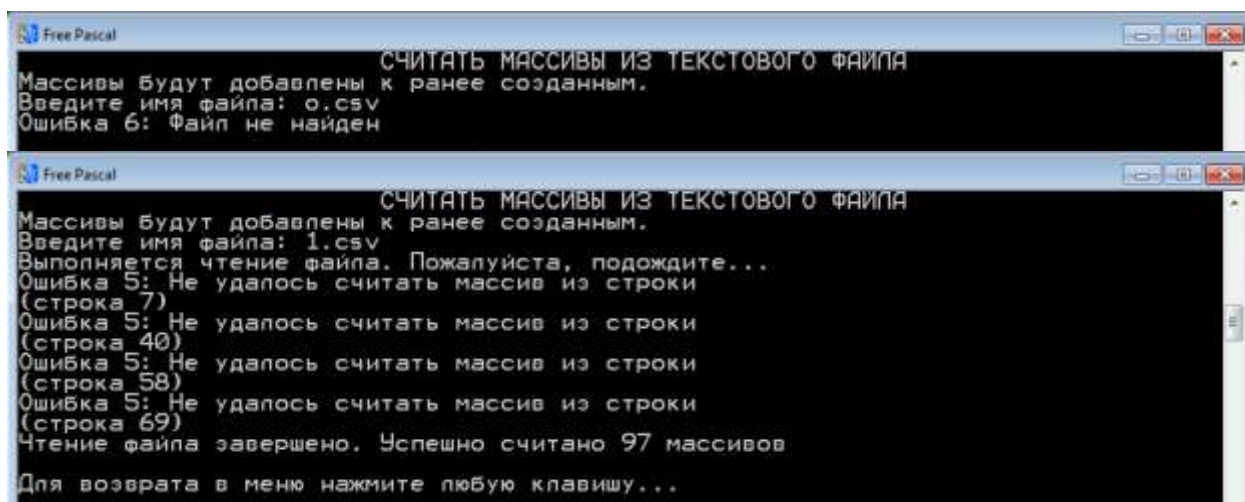 Free Pascal
СЧИТАТЬ МАССИВЫ ИЗ ТЕКСТОВОГО ФАЙЛА
Массивы будут добавлены к ранее созданным.
Введите имя файла: o.csv
Ошибка 6: Файл не найден
Free Pascal
СЧИТАТЬ МАССИВЫ ИЗ ТЕКСТОВОГО ФАЙЛА
Массивы будут добавлены к ранее созданным.
Введите имя файла: 1.csv
Выполняется чтение файла. Пожалуйста, подождите...
Ошибка 5: Не удалось считать массив из строки
(строка 7)
Ошибка 5: Не удалось считать массив из строки
(строка 40)
Ошибка 5: Не удалось считать массив из строки
(строка 58)
Ошибка 5: Не удалось считать массив из строки
(строка 69)
Чтение файла завершено. Успешно считано 97 массивов
Для возврата в меню нажмите любую клавишу...